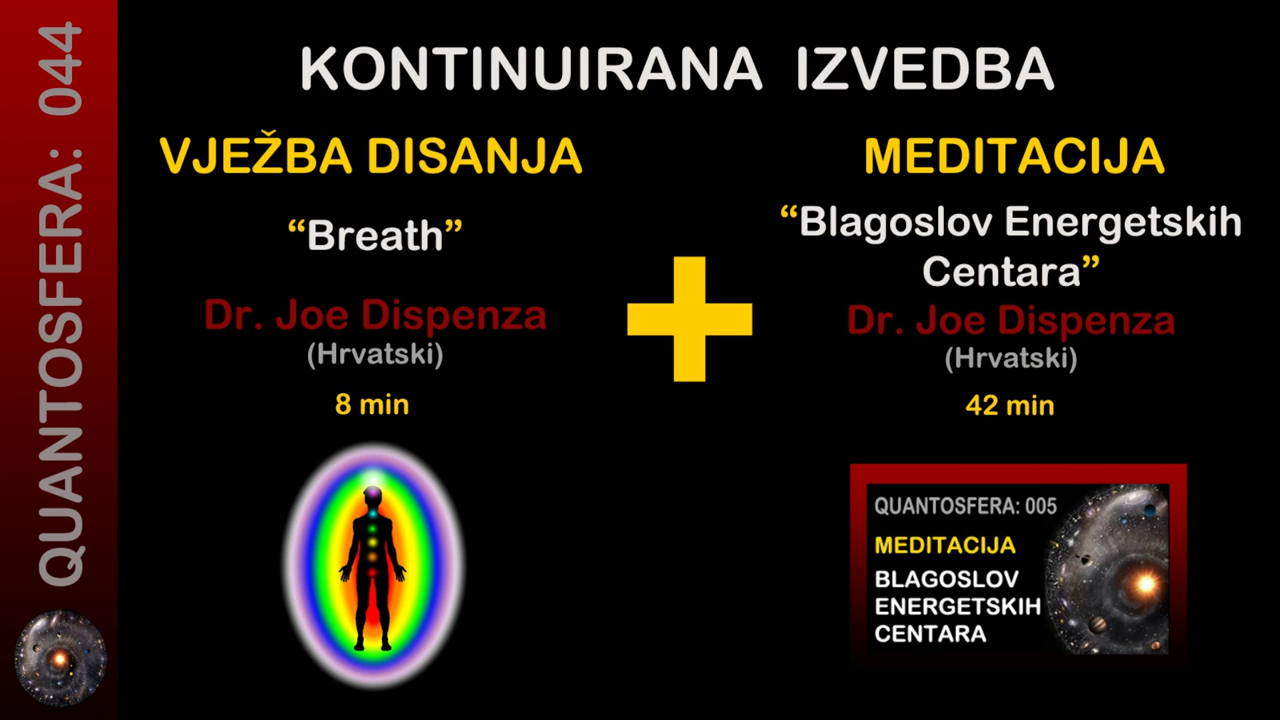 QUANTOSFERA: 044
KONTINUIRANA IZVEDBA
VJEŽBA DISANJA
“Breath”
Dr. Joe Dispenza
(Hrvatski)
8 min
MEDITACIJA
“Blagoslov Energetskih
Centara”
Dr. Joe Dispenza
(Hrvatski)
42 min
QUANTOSFERA: 005
MEDITACIJA
BLAGOSLOV
ENERGETSKIH
CENTARA